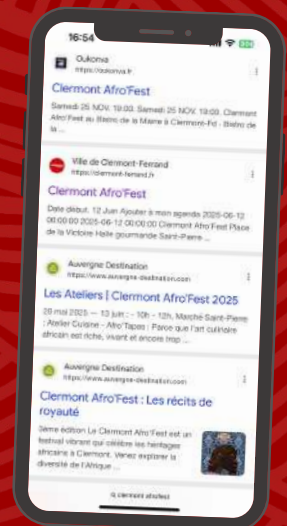 16:54
Oukonva
https://oukonva.fr
Clermont Afro'Fest
Samedi 25 NOV. 19:00. Samedi 25 NOV. 19:00. Clermont
Afro'Fest au Bistro de la Mairie à Clermont-Fd - Bistro de
la ...
Ville de Clermont-Ferrand
https://clermont-ferrand.fr
Clermont Afro'Fest
Date début. 12 Juin Ajouter à mon agenda 2025-06-12
00:00:00 2025-06-12 00:00:00 Clermont Afro'Fest Place
de la Victoire Halle gourmande Saint-Pierre ...
Auvergne Destination
https://www.auvergne-destination.com
Les Ateliers | Clermont Afro'Fest 2025
13 juin : - 10h - 12h, Marché Saint-Pierre
: Atelier Cuisine - Afro'Tapas : Parce que l'art culinaire
africain est riche, vivant et encore trop ...
Auvergne Destination
https://www.auvergne-destination.com
Clermont Afro'Fest : Les récits de
royauté
3ème édition Le Clermont Afro'Fest est un
festival vibrant qui célèbre les héritages
africains à Clermont. Venez explorer la
diversité de l'Afrique ...
clermont afrofest